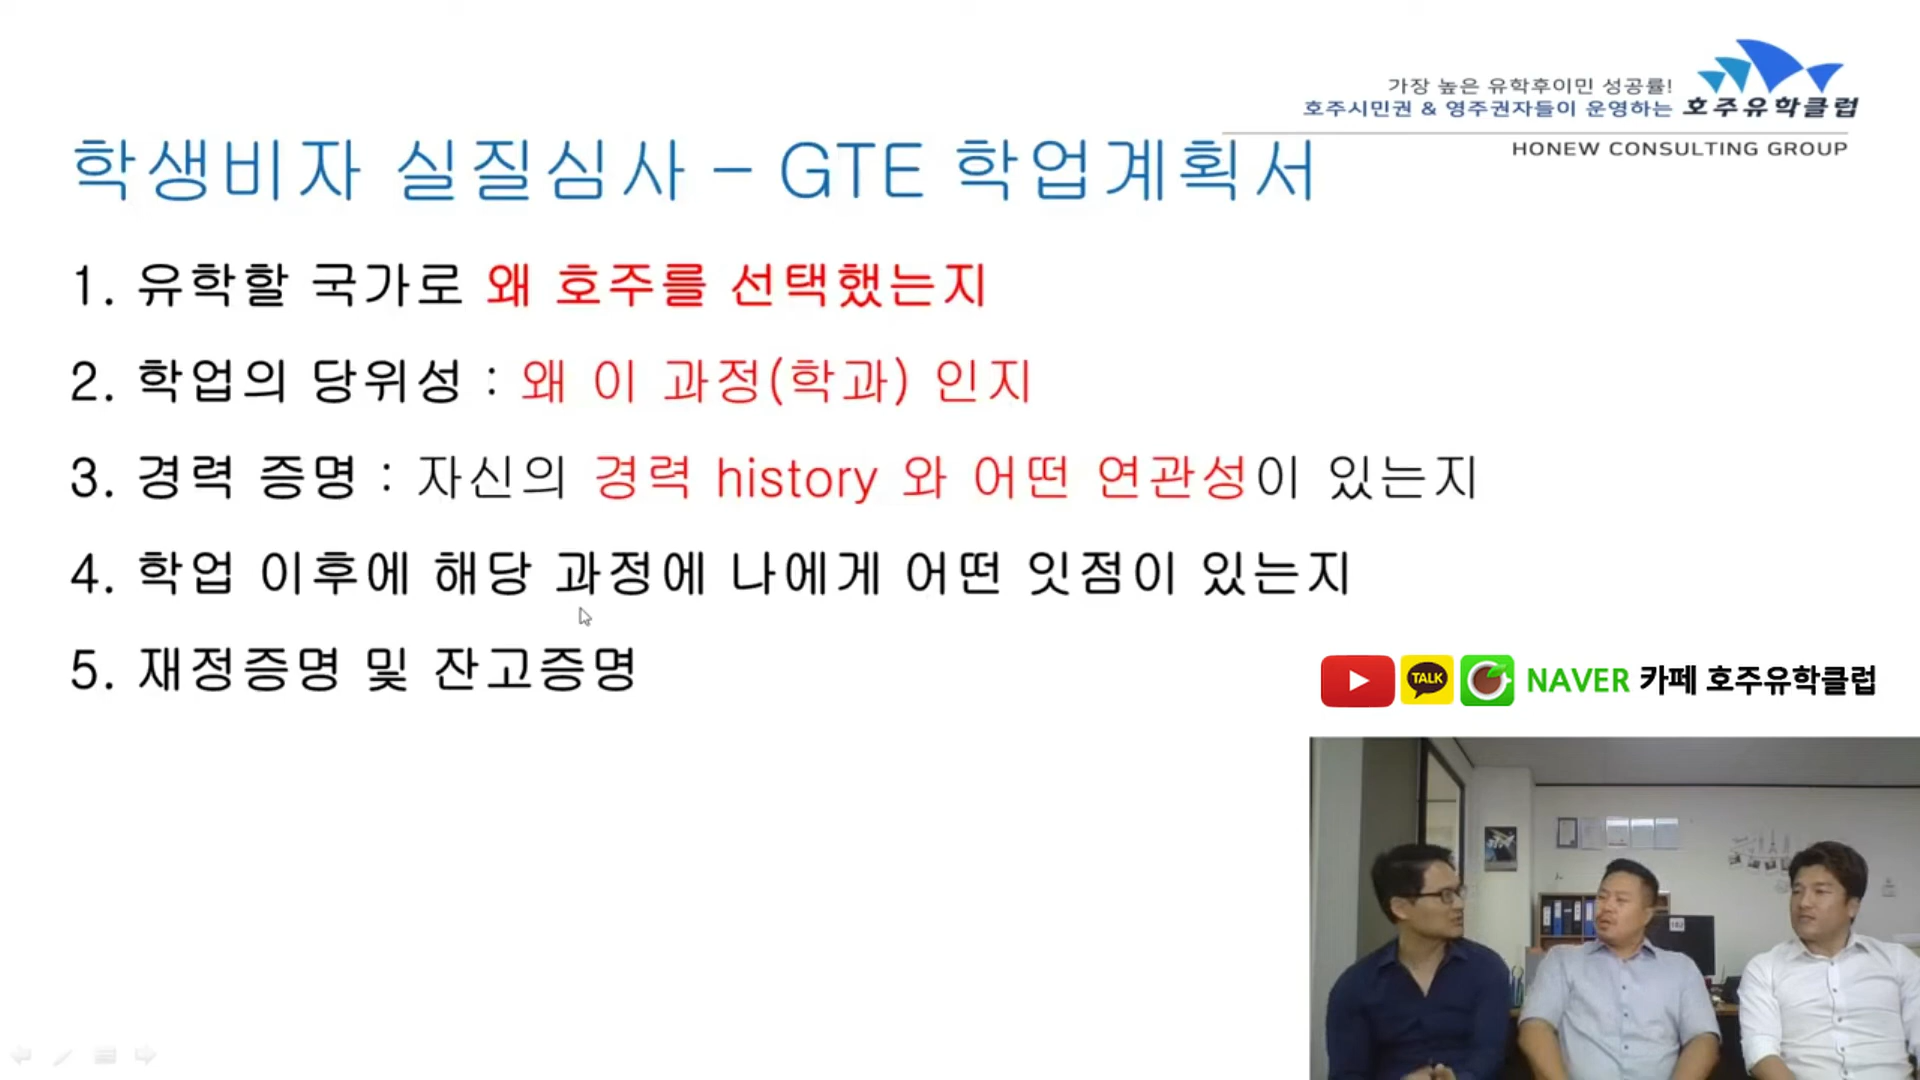 가장 높은 유학후이민 성공률!
호주시민권 & 영주권자들이 운영하는 호주유학클럽
HONEW CONSULTING GROUP
학생비자 실질심사 – GTE 학업계획서
1. 유학할 국가로 왜 호주를 선택했는지
2. 학업의 당위성 : 왜 이 과정(학과) 인지
3. 경력 증명 : 자신의 경력 history 와 어떤 연관성이 있는지
4. 학업 이후에 해당 과정에 나에게 어떤 잇점이 있는지
5. 재정증명 및 잔고증명
TALK NAVER 카페 호주유학클럽